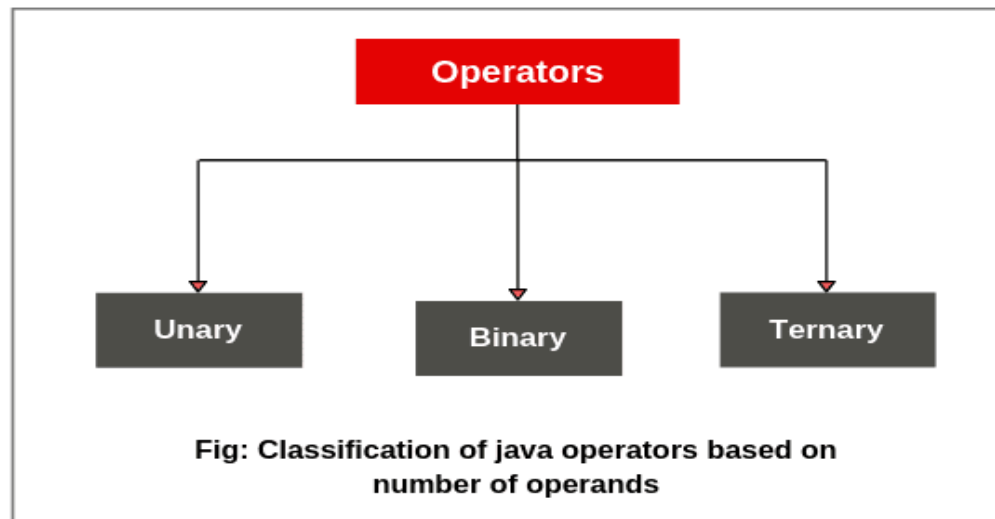 Operators
Unary
Binary
Ternary
Fig: Classification of java operators based on
number of operands